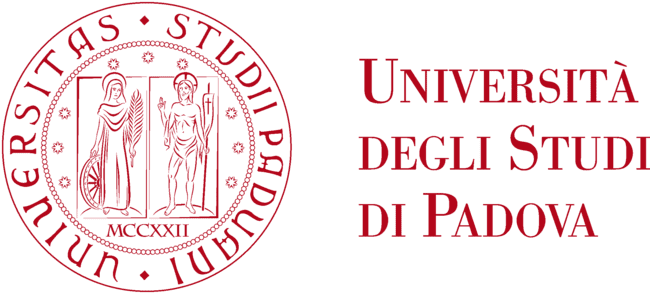 UNIVERSITAS • STUDII PADUANI •
MCCXXII
UNIVERSITÀ
DEGLI STUDI
DI PADOVA